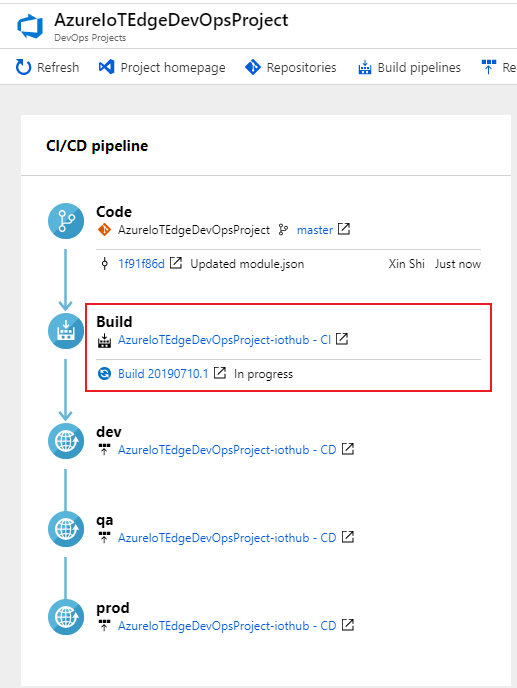 AzureIoTEdgeDevOpsProject
DevOps Projects
Refresh Project homepage Repositories Build pipelines Re
CI/CD pipeline
Code
AzureIoTEdgeDevOpsProject master
1f91f86d Updated module.json Xin Shi Just now
Build
AzureIoTEdgeDevOpsProject-iothub - CI
Build 20190710.1 In progress
dev
AzureIoTEdgeDevOpsProject-iothub - CD
qa
AzureIoTEdgeDevOpsProject-iothub - CD
prod
AzureIoTEdgeDevOpsProject-iothub - CD